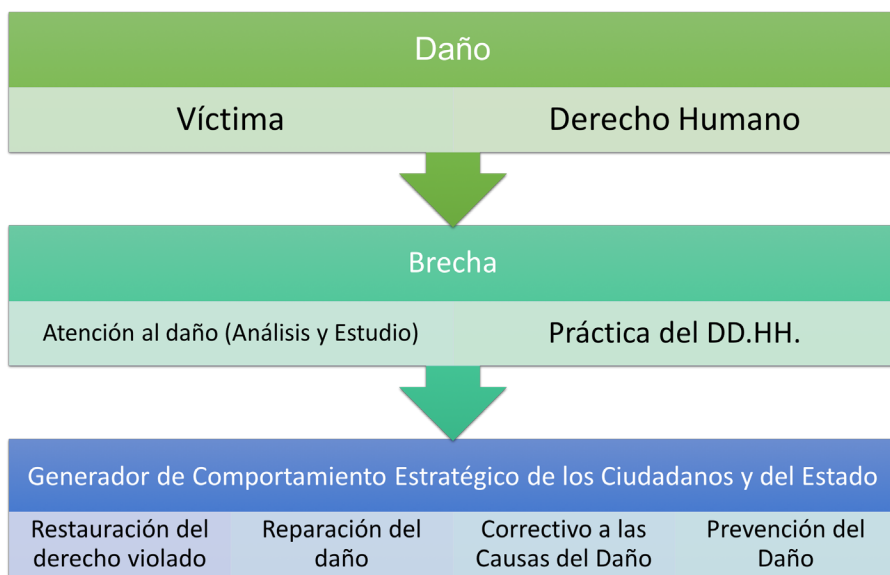 Daño
Víctima
Derecho Humano
Brecha
Atención al daño (Análisis y Estudio)
Práctica del DD.HH.
Generador de Comportamiento Estratégico de los Ciudadanos y del Estado
Restauración del
derecho violado
Reparación del
daño
Correctivo a las
Causas del Daño
Prevención del
Daño